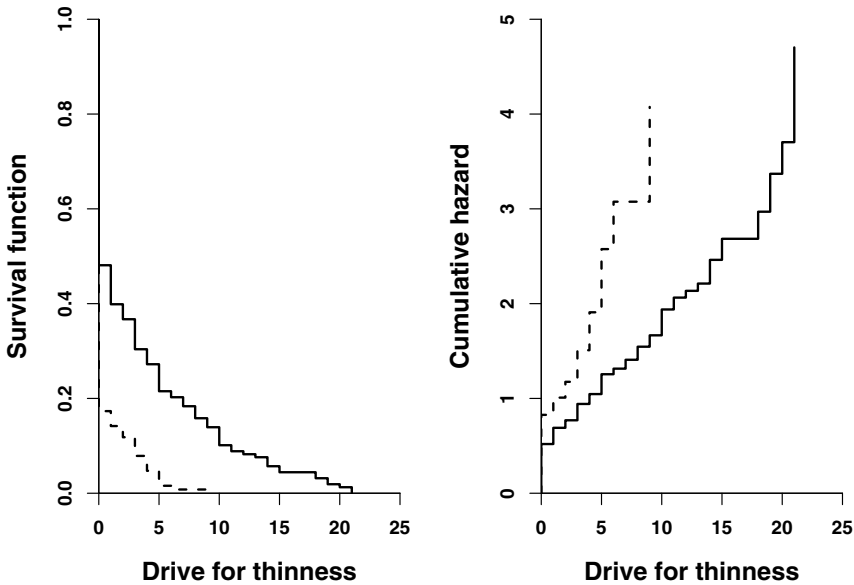 Survival function
1.0
0.8
0.6
0.4
0.2
0.0
0 5 10 15 20 25
Drive for thinness
Cumulative hazard
5
4
3
2
1
0
0 5 10 15 20 25
Drive for thinness